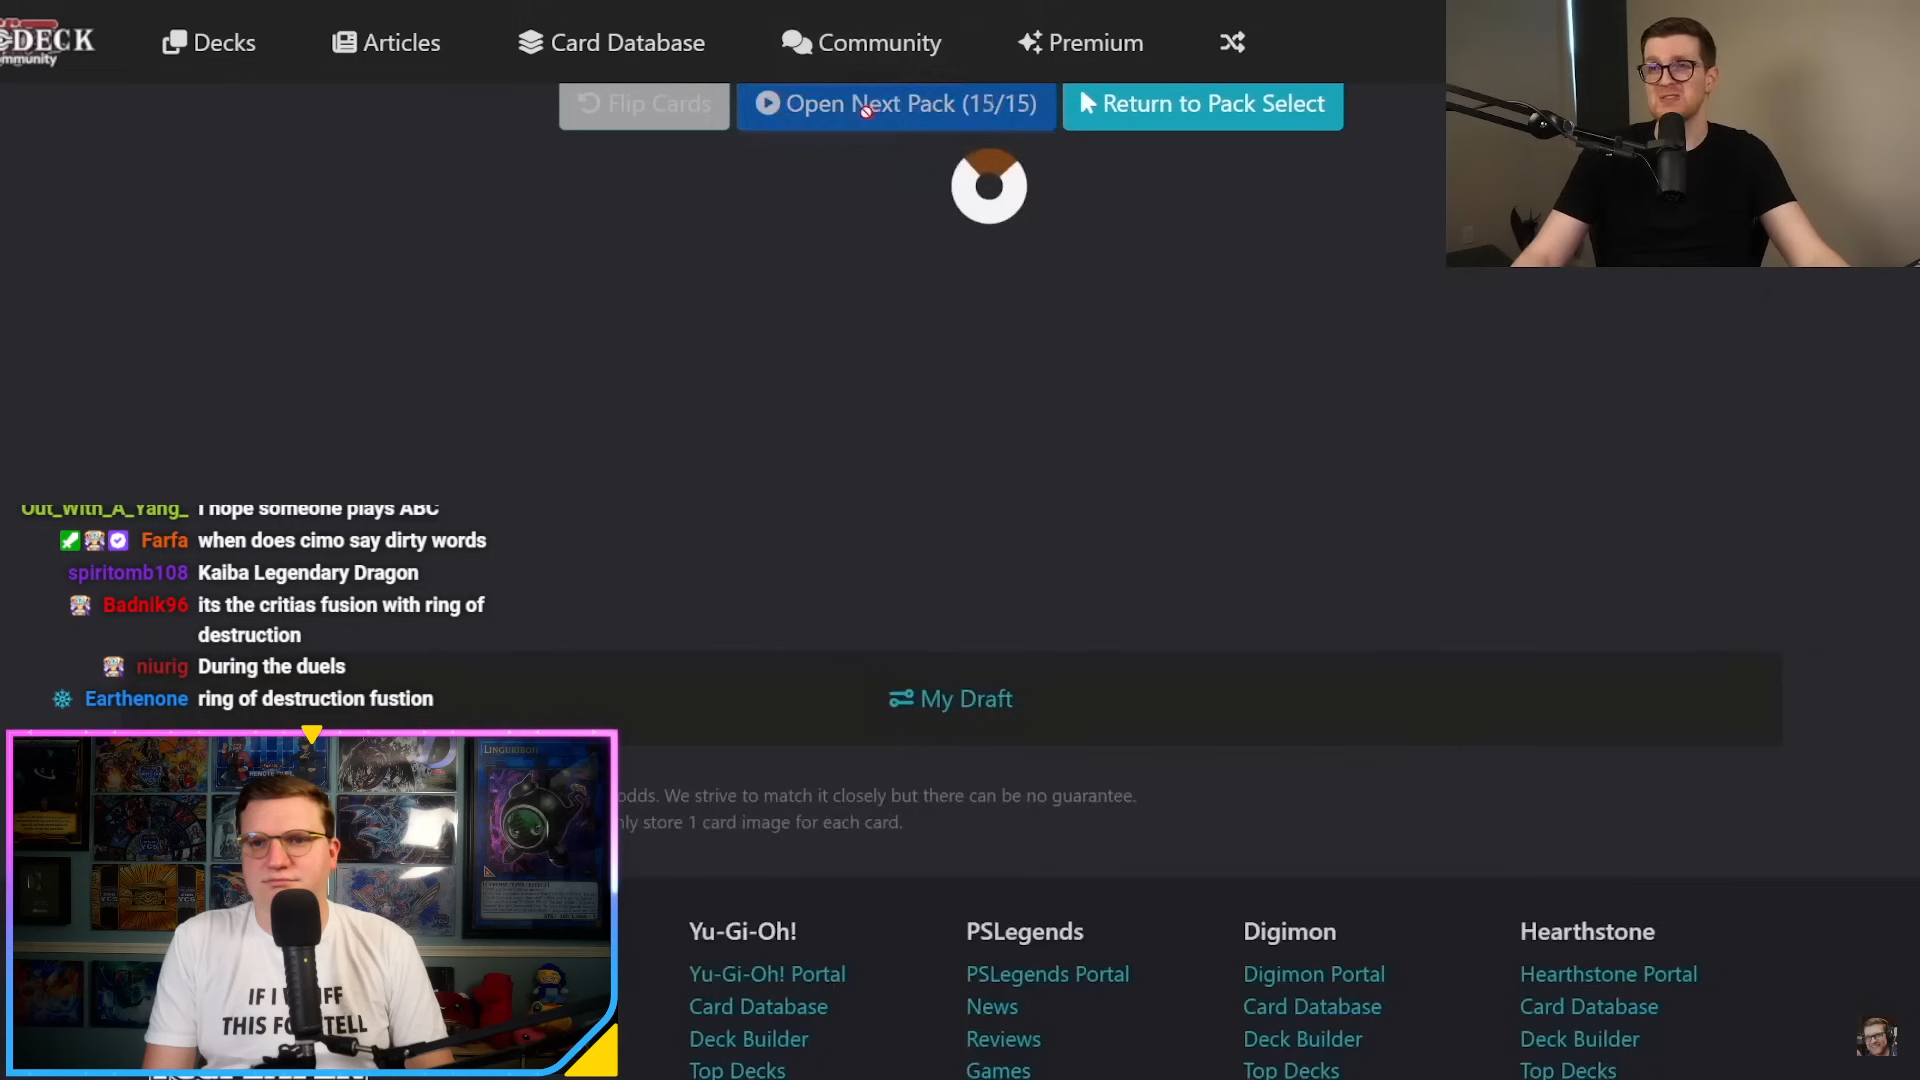 DECK
Decks
Articles
Card Database
Community
Premium
Flip Cards
Open Next Pack (15/15)
Return to Pack Select
Out_With_A_Yang_ I hope someone plays ABC
Farfa when does cimo say dirty words
spiritomb108 Kaiba Legendary Dragon
Badnik96 its the critias fusion with ring of
destruction
niurig During the duels
Earthenone ring of destruction fustion
My Draft
odds. We strive to match it closely but there can be no guarantee.
only store 1 card image for each card.
LINGURIBOH
Yu-Gi-Oh!
Yu-Gi-Oh! Portal
Card Database
Deck Builder
Top Decks
PSLegends
PSLegends Portal
News
Reviews
Games
Digimon
Digimon Portal
Card Database
Deck Builder
Top Decks
Hearthstone
Hearthstone Portal
Card Database
Deck Builder
Top Decks